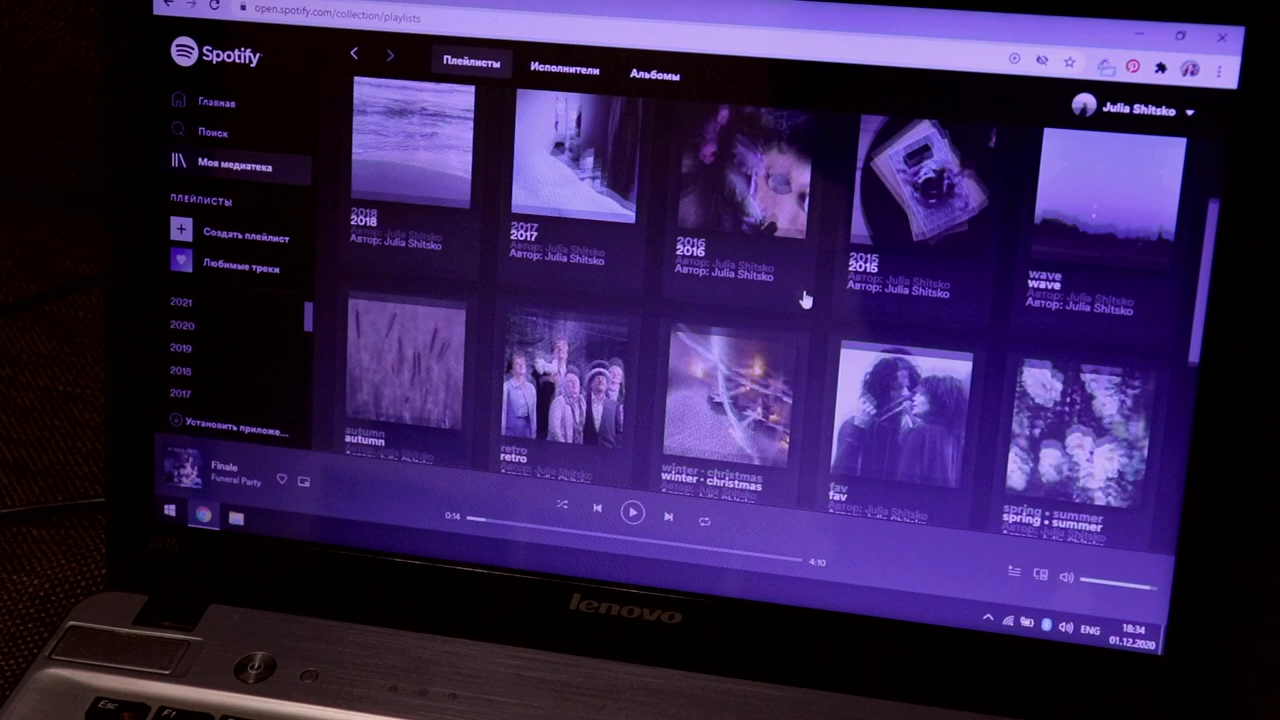 open.spotify.com/collection/playlists
Spotify
Плейлисты
Исполнители
Альбомы
Julia Shitsko
Главная
Поиск
Моя медиатека
ПЛЕЙЛИСТЫ
Создать плейлист
Любимые треки
2021
2020
2019
2018
2017
Установить приложе...
2018
Автор: Julia Shitsko
2017
Автор: Julia Shitsko
2016
Автор: Julia Shitsko
2015
Автор: Julia Shitsko
wave
Автор: Julia Shitsko
autumn
retro
winter • christmas
fav
spring • summer
Finale
Funeral Party
0:14
4:10
ENG
18:34
01.12.2020
lenovo
Esc
F1